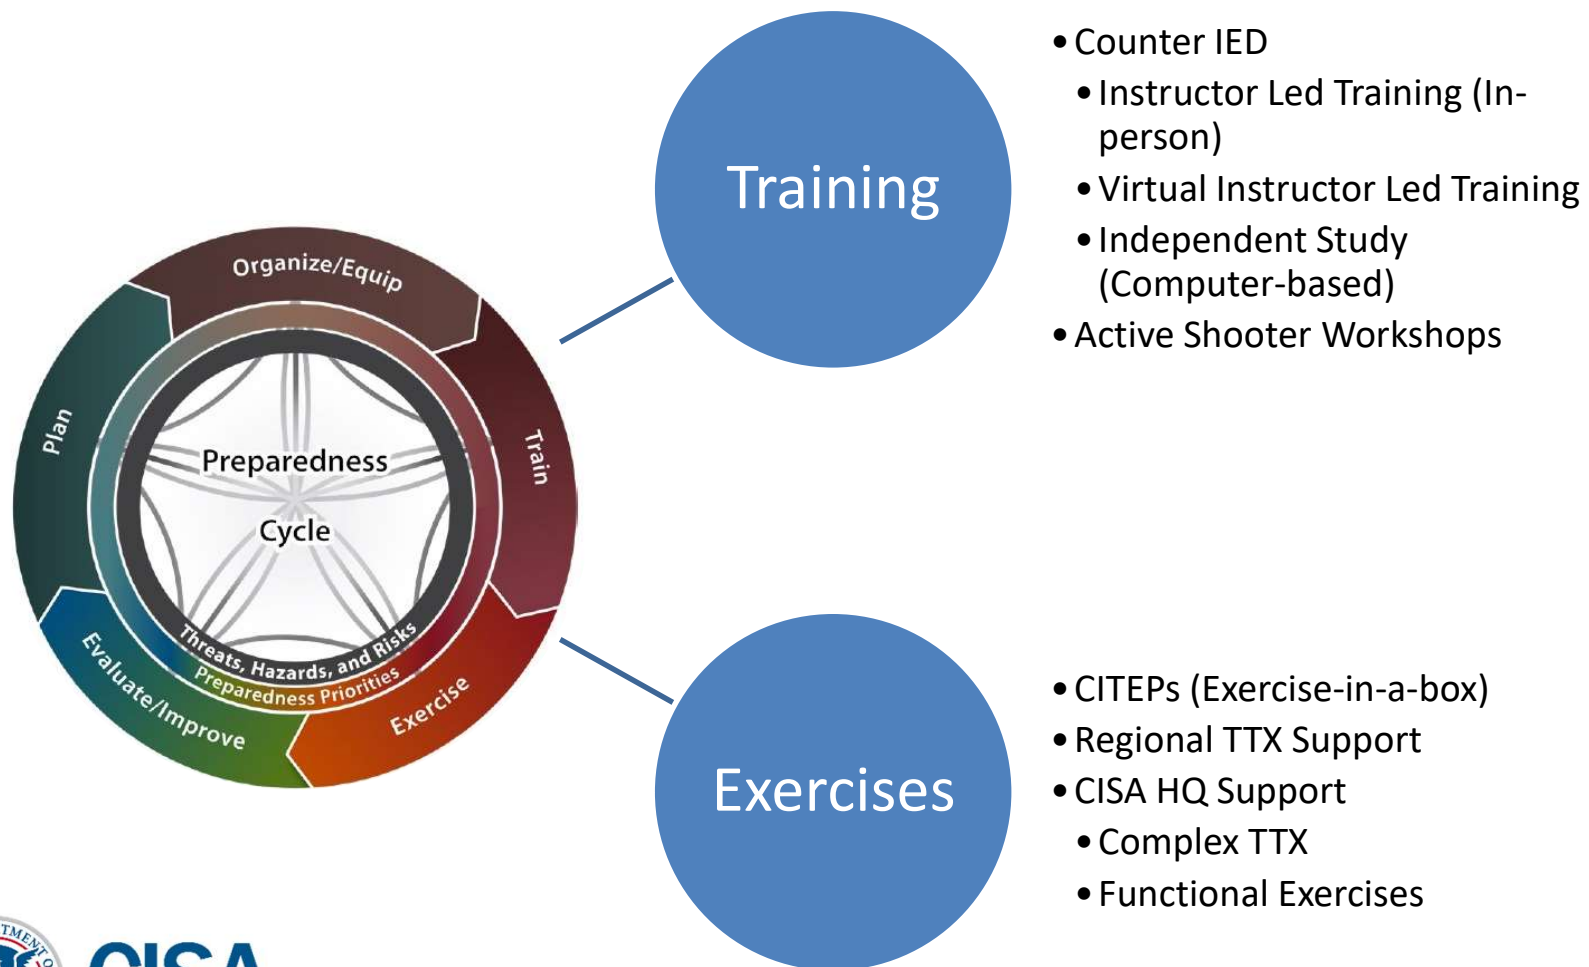 Training
• Counter IED
• Instructor Led Training (In-
person)
• Virtual Instructor Led Training
• Independent Study
(Computer-based)
• Active Shooter Workshops
Organize/Equip
Plan
Train
Preparedness
Cycle
Threats, Hazards, and Risks
Preparedness Priorities
Evaluate/Improve
Exercise
Exercises
• CITEPs (Exercise-in-a-box)
• Regional TTX Support
• CISA HQ Support
• Complex TTX
• Functional Exercises
CISA